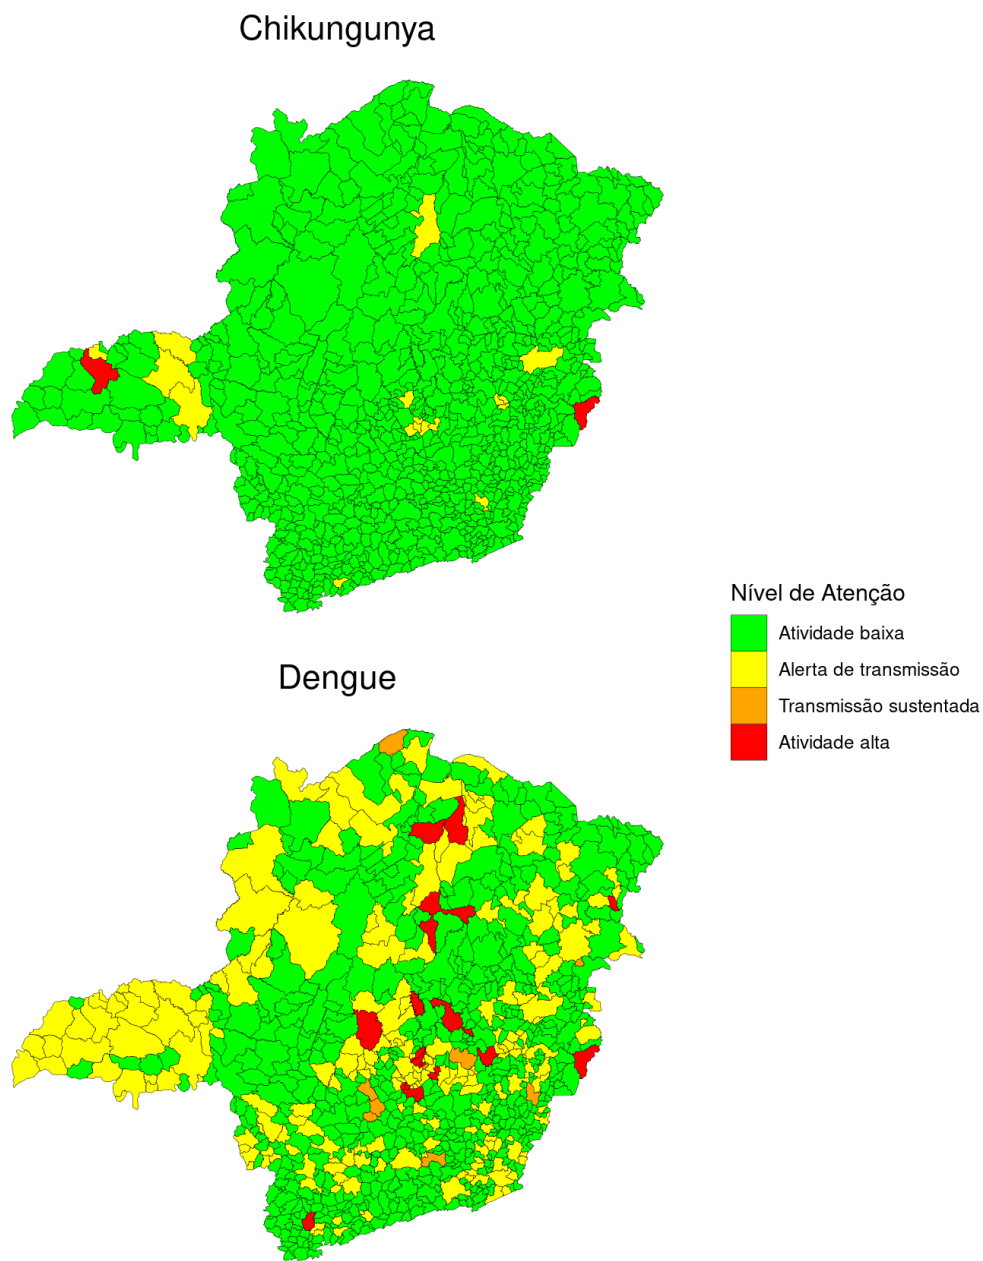 Chikungunya
Nível de Atenção
Atividade baixa
Alerta de transmissão
Transmissão sustentada
Atividade alta
Dengue